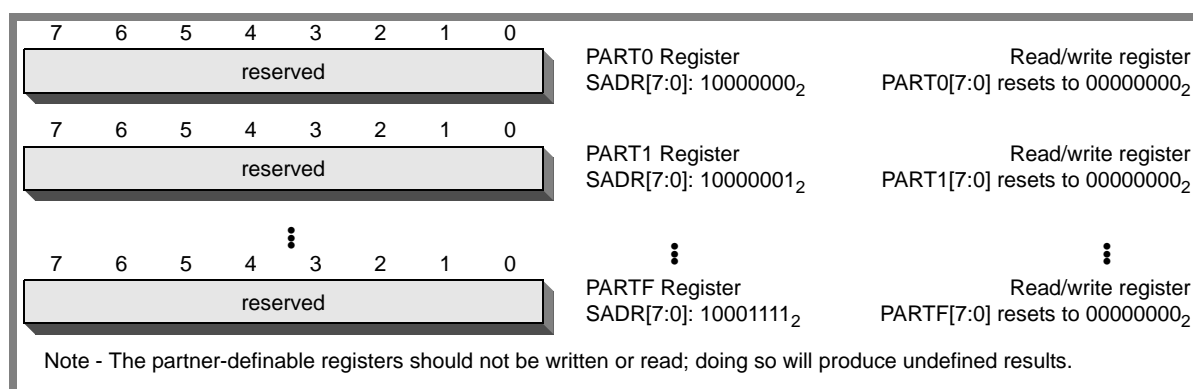 7 6 5 4 3 2 1 0
reserved
PART0 Register
SADR[7:0]: 10000000₂
Read/write register
PART0[7:0] resets to 00000000₂
7 6 5 4 3 2 1 0
reserved
PART1 Register
SADR[7:0]: 10000001₂
Read/write register
PART1[7:0] resets to 00000000₂
7 6 5 4 3 2 1 0
reserved
PARTF Register
SADR[7:0]: 10001111₂
Read/write register
PARTF[7:0] resets to 00000000₂
Note - The partner-definable registers should not be written or read; doing so will produce undefined results.